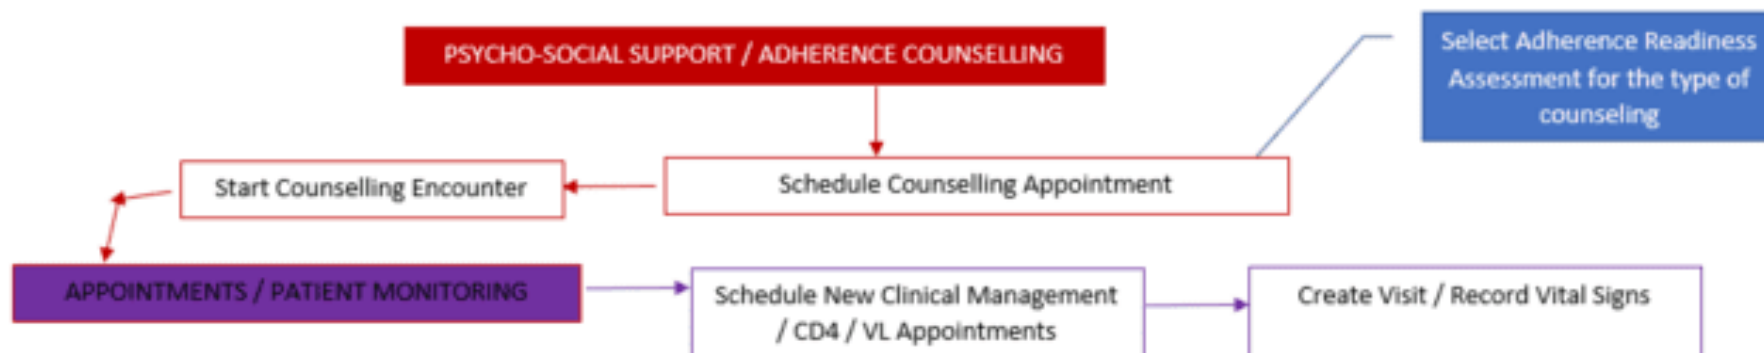 PSYCHO-SOCIAL SUPPORT / ADHERENCE COUNSELLING
Select Adherence Readiness
Assessment for the type of
counseling
Start Counselling Encounter
Schedule Counselling Appointment
APPOINTMENTS / PATIENT MONITORING
Schedule New Clinical Management
/ CD4 / VL Appointments
Create Visit / Record Vital Signs